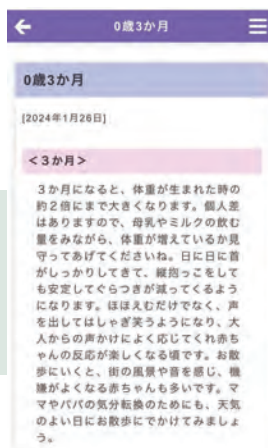 0歳3か月
0歳3か月
[2024年1月26日]
＜3か月＞
3か月になると、体重が生まれた時の
約2倍にまで大きくなります。個人差
はありますので、母乳やミルクの飲む
量をみながら、体重が増えているか見
守ってあげてくださいね。日に日に首
がしっかりしてきて、縦抱っこをして
も安定してぐらつきが減ってくるよう
になります。ほほえむだけでなく、声
を出してはしゃぎ笑うようになり、大
人からの声かけによく応じてくれ赤ち
ゃんの反応が楽しくなる頃です。お散
歩にいくと、街の風景や音を感じ、機
嫌がよくなる赤ちゃんも多いです。マ
マやパパの気分転換のためにも、天気
のよい日にお散歩にでかけてみましょ
う。